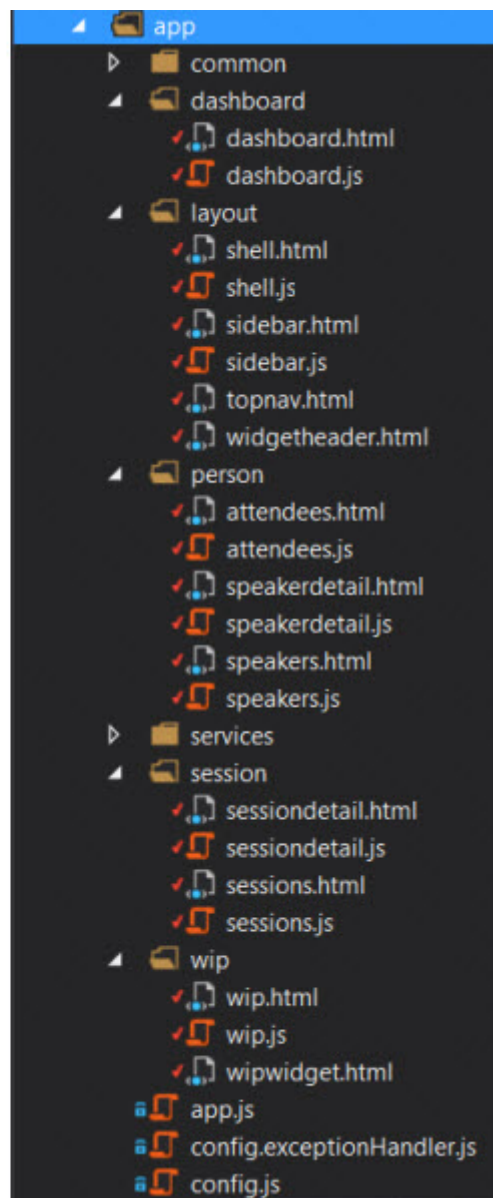 app
common
dashboard
dashboard.html
dashboard.js
layout
shell.html
shell.js
sidebar.html
sidebar.js
topnav.html
widgetheader.html
person
attendees.html
attendees.js
speakerdetail.html
speakerdetail.js
speakers.html
speakers.js
services
session
sessiondetail.html
sessiondetail.js
sessions.html
sessions.js
wip
wip.html
wip.js
wipwidget.html
app.js
config.exceptionHandler.js
config.js